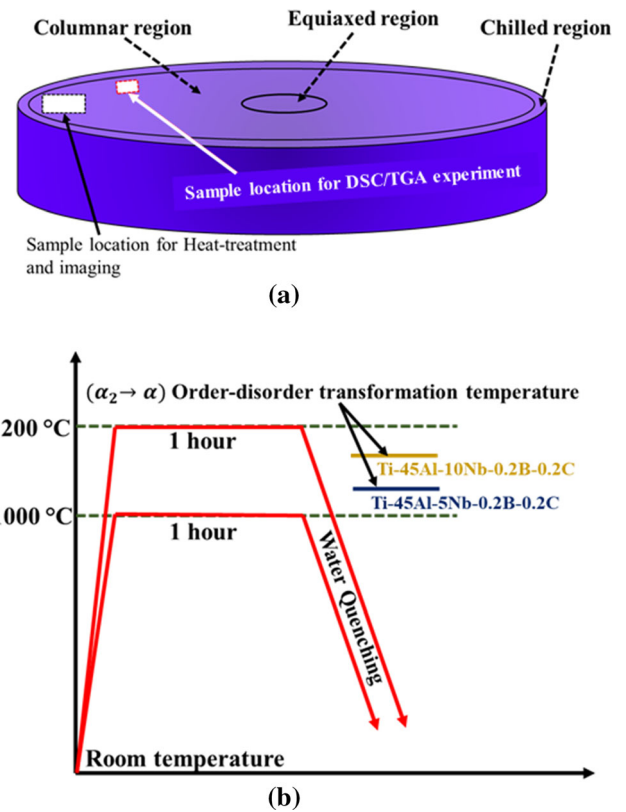 Columnar region
Equiaxed region
Chilled region
Sample location for DSC/TGA experiment
Sample location for Heat-treatment
and imaging
(a)
(α₂→ α) Order-disorder transformation temperature
200 °C
1 hour
Ti-45Al-10Nb-0.2B-0.2C
Ti-45Al-5Nb-0.2B-0.2C
000 °C
1 hour
Water Quenching
Room temperature
(b)